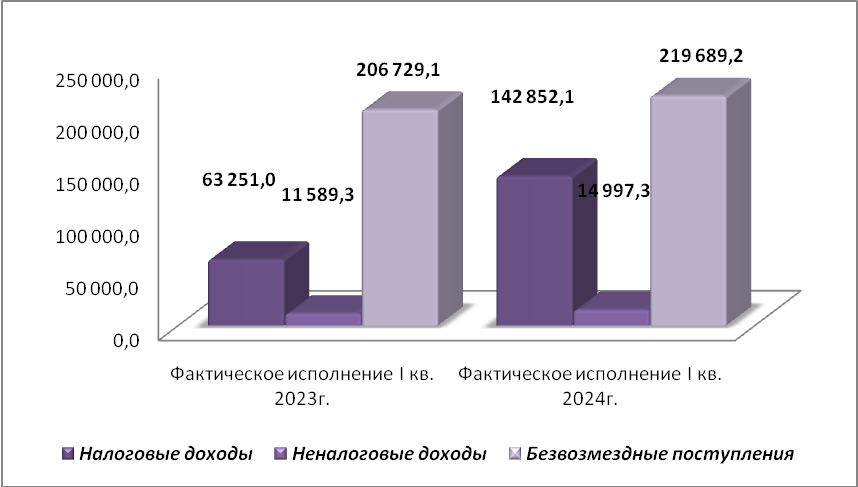 219 689,2
206 729,1
250 000,0
142 852,1
200 000,0
63 251,0
11 589,3
14 997,3
150 000,0
100 000,0
50 000,0
0,0
Фактическое исполнение I кв.
2023г.
Фактическое исполнение I кв.
2024г.
Налоговые доходы
Неналоговые доходы
Безвозмездные поступления